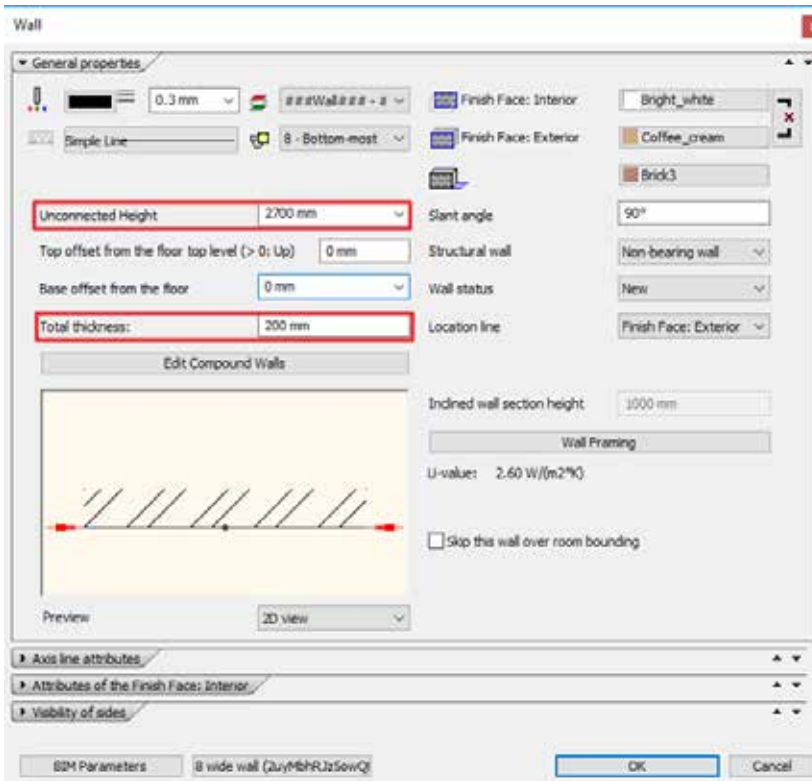 Wall
General properties
0.3 mm
###Wall### - #
Finish Face: Interior
Bright_white
Simple Line
8 - Bottom-most
Finish Face: Exterior
Coffee_cream
Brick3
Unconnected Height
2700 mm
Slant angle
90°
Top offset from the floor top level (> 0: Up)
0 mm
Structural wall
Non-bearing wall
Base offset from the floor
0 mm
Wall status
New
Total thickness:
200 mm
Location line
Finish Face: Exterior
Edit Compound Walls
Inclined wall section height
1000 mm
Wall Framing
U-value: 2.60 W/(m2*K)
Skip this wall over room bounding
Preview
2D view
Axis line attributes
Attributes of the Finish Face: Interior
Visibility of sides
BIM Parameters
8 wide wall
OK
Cancel